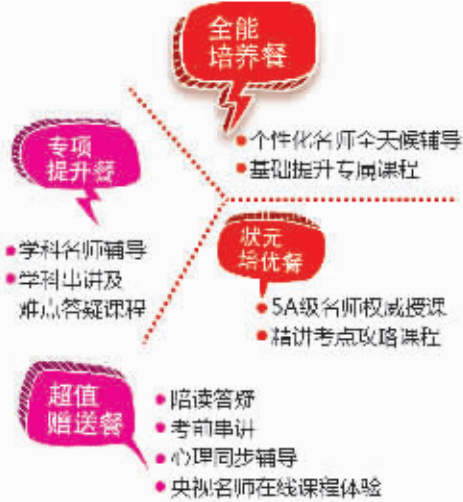 全能
培养餐
个性化名师全天候辅导
基础提升专属课程
专项
提升餐
学科名师辅导
学科串讲及
难点答疑课程
状元
培优餐
5A级名师权威授课
精讲考点攻略课程
超值
赠送餐
陪读答疑
考前串讲
心理同步辅导
央视名师在线课程体验